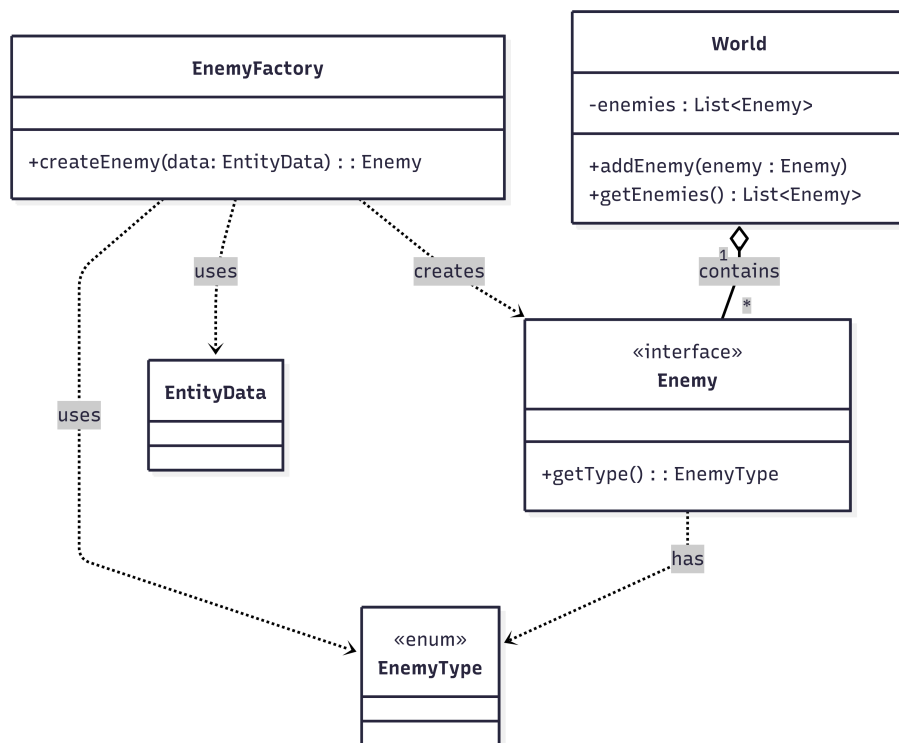 EnemyFactory
+createEnemy(data: EntityData) : : Enemy
World
-enemies : List<Enemy>
+addEnemy(enemy : Enemy)
+getEnemies() : List<Enemy>
uses
creates
1
contains
*
«interface»
Enemy
+getType() : : EnemyType
EntityData
uses
has
«enum»
EnemyType